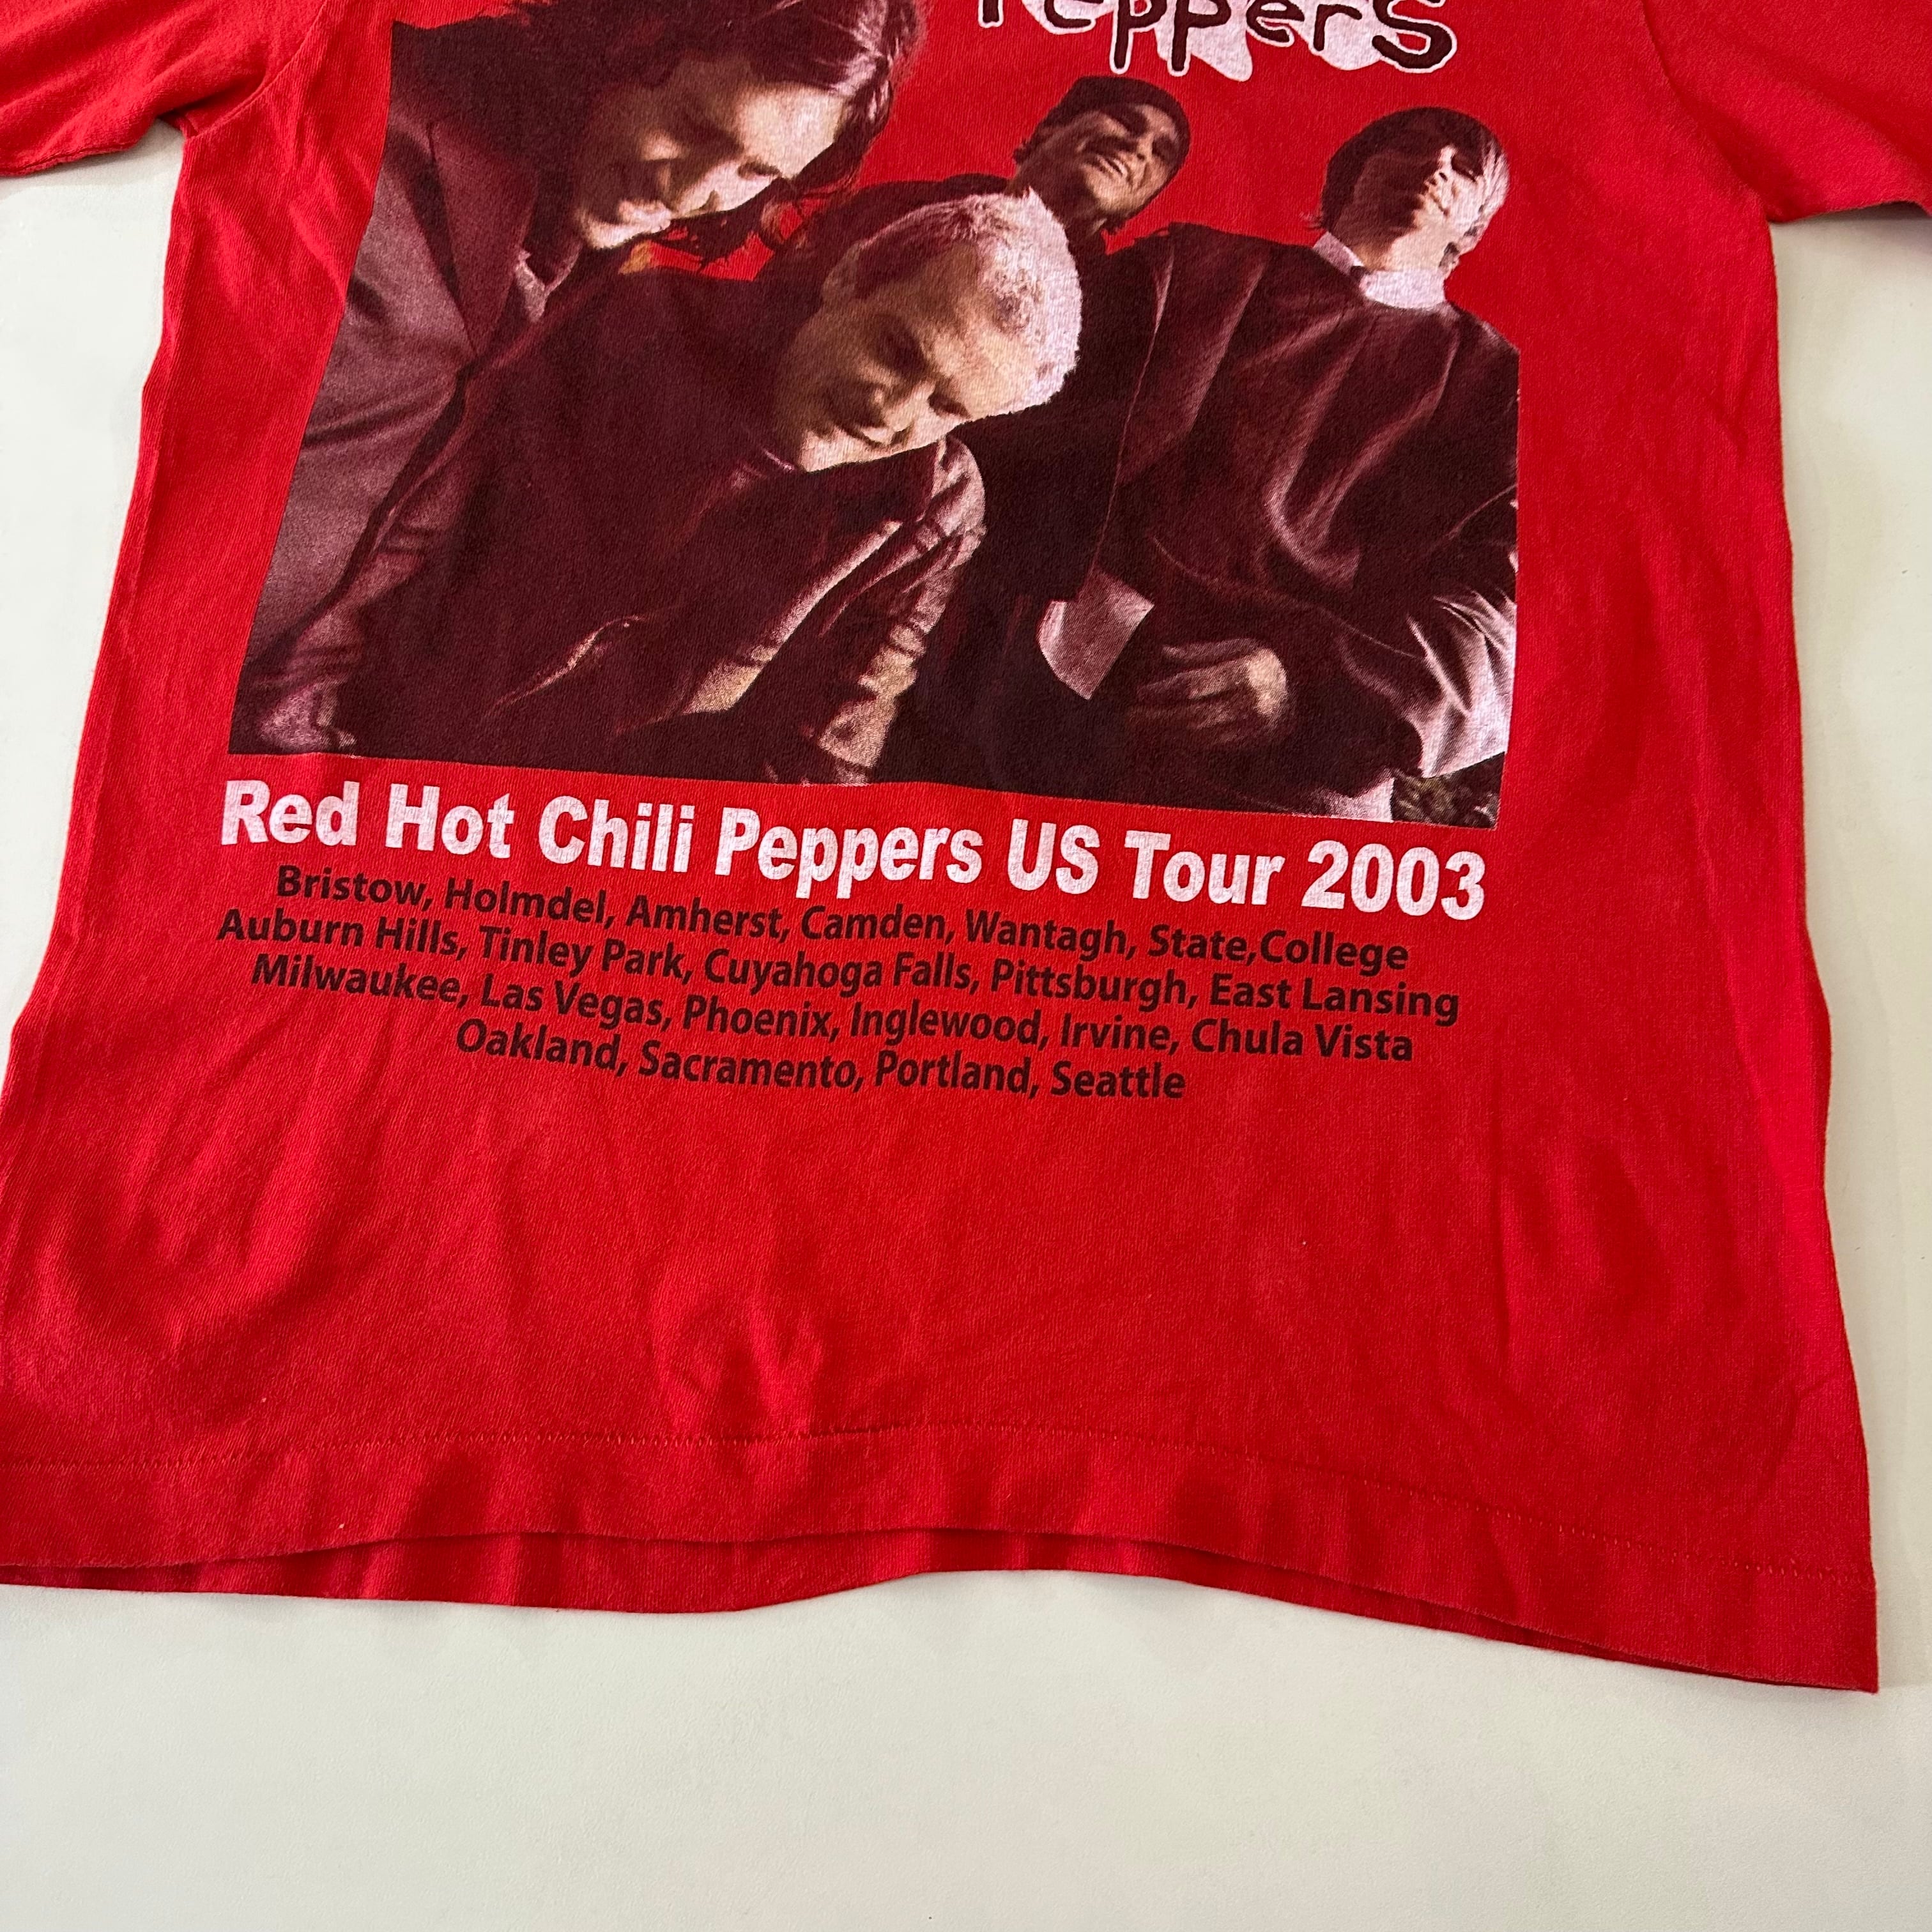 Peppers
Red Hot Chili Peppers US Tour 2003
Bristow, Holmdel, Amherst, Camden, Wantagh, State,College
Auburn Hills, Tinley Park, Cuyahoga Falls, Pittsburgh, East Lansing
Milwaukee, Las Vegas, Phoenix, Inglewood, Irvine, Chula Vista
Oakland, Sacramento, Portland, Seattle